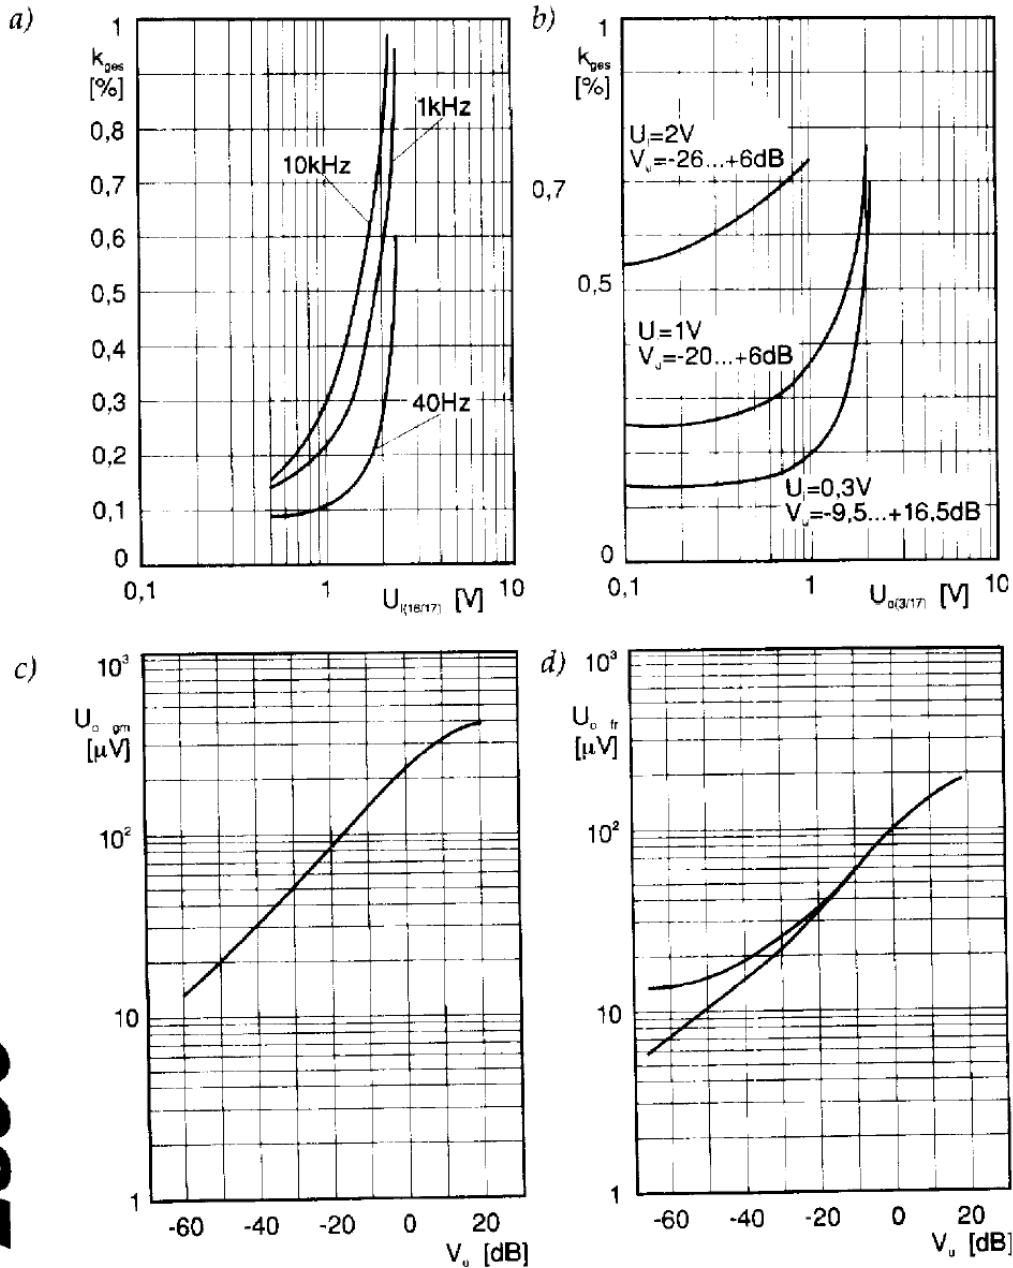 a)
1
k_ges
[%]
0,8
0,7
0,6
0,5
0,4
0,3
0,2
0,1
0
1kHz
10kHz
40Hz
0,1
1
10
U_I(16/17) [V]
b)
1
k_ges
[%]
0,7
0,5
0
U_i=2V
V_u=-26...+6dB
U_i=1V
V_u=-20...+6dB
U_i=0,3V
V_u=-9,5...+16,5dB
0,1
1
10
U_o(3/17) [V]
c)
10³
U_o gm
[µV]
10²
10
1
-60
-40
-20
0
20
V_u [dB]
d)
10³
U_o fr
[µV]
10²
10
1
-60
-40
-20
0
20
V_u [dB]